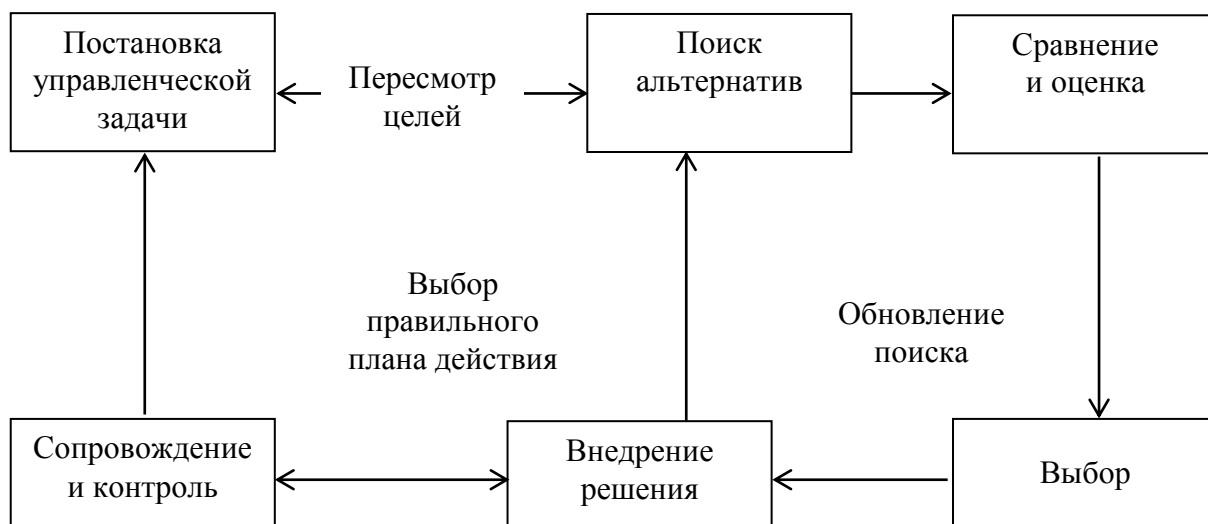 Постановка
управленческой
задачи
Пересмотр
целей
Поиск
альтернатив
Сравнение
и оценка
Выбор
правильного
плана действия
Обновление
поиска
Сопровождение
и контроль
Внедрение
решения
Выбор